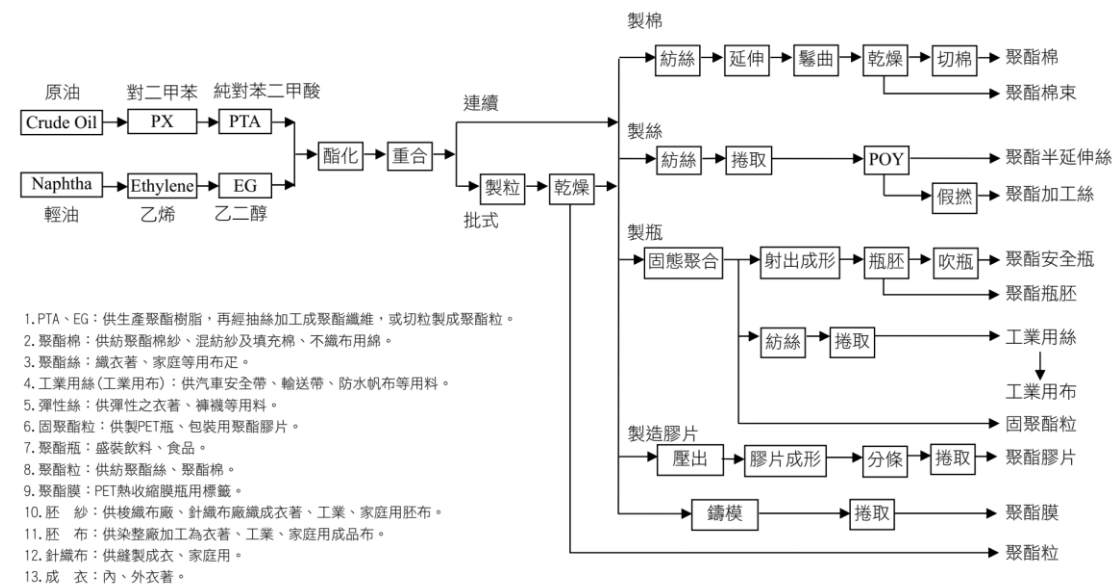 製棉
紡絲 延伸 鬈曲 乾燥 切棉 聚酯棉
聚酯棉束
原油 對二甲苯 純對苯二甲酸
Crude Oil PX PTA
連續
酯化 重合
製絲
紡絲 捲取 POY 聚酯半延伸絲
假撚 聚酯加工絲
Naphtha Ethylene EG
輕油 乙烯 乙二醇
製粒 乾燥
批式
製瓶
固態聚合 射出成形 瓶胚 吹瓶 聚酯安全瓶
聚酯瓶胚
紡絲 捲取 工業用絲
工業用布
固聚酯粒
製造膠片
壓出 膠片成形 分條 捲取 聚酯膠片
鑄模 捲取 聚酯膜
聚酯粒
1.PTA、EG：供生產聚酯樹脂，再經抽絲加工成聚酯纖維，或切粒製成聚酯粒。
2.聚酯棉：供紡聚酯棉紗、混紡紗及填充棉、不織布用綿。
3.聚酯絲：織衣著、家庭等用布疋。
4.工業用絲(工業用布)：供汽車安全帶、輸送帶、防水帆布等用料。
5.彈性絲：供彈性之衣著、褲襪等用料。
6.固聚酯粒：供製PET瓶、包裝用聚酯膠片。
7.聚酯瓶：盛裝飲料、食品。
8.聚酯粒：供紡聚酯絲、聚酯棉。
9.聚酯膜：PET熱收縮膜瓶用標籤。
10.胚　紗：供梭織布廠、針織布廠織成衣著、工業、家庭用胚布。
11.胚　布：供染整廠加工為衣著、工業、家庭用成品布。
12.針織布：供縫製成衣、家庭用。
13.成　衣：內、外衣著。